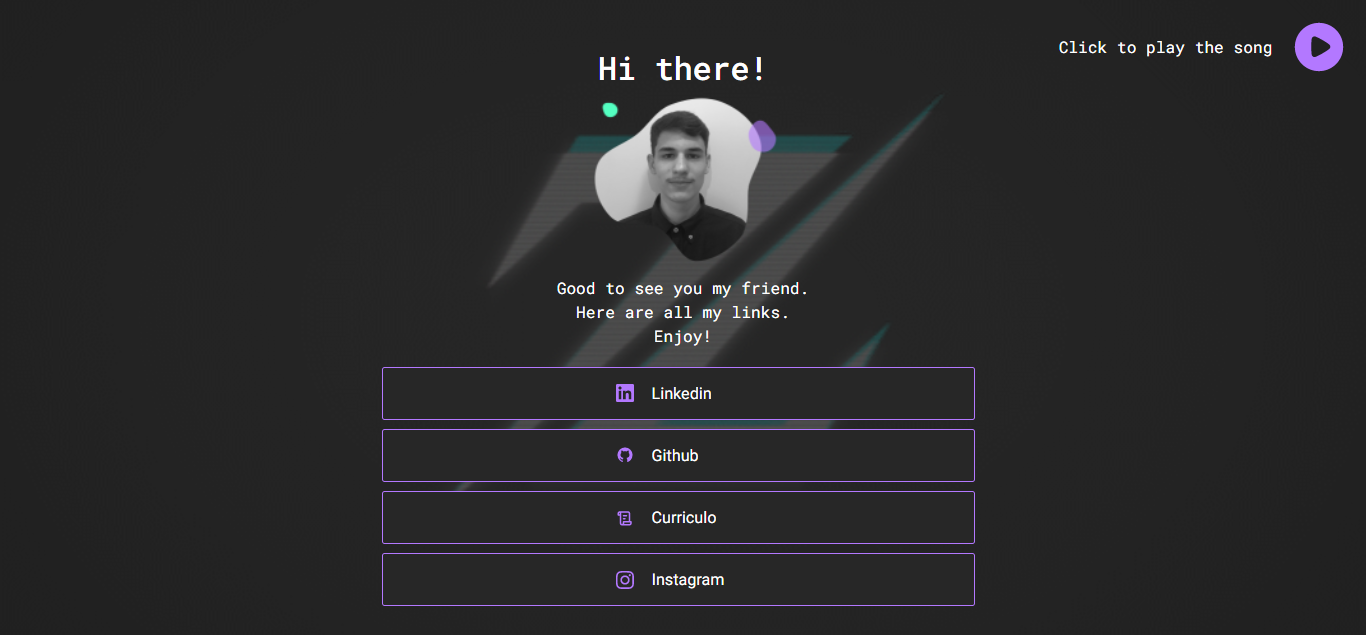 Click to play the song
Hi there!
Good to see you my friend.
Here are all my links.
Enjoy!
Linkedin
Github
Curriculo
Instagram